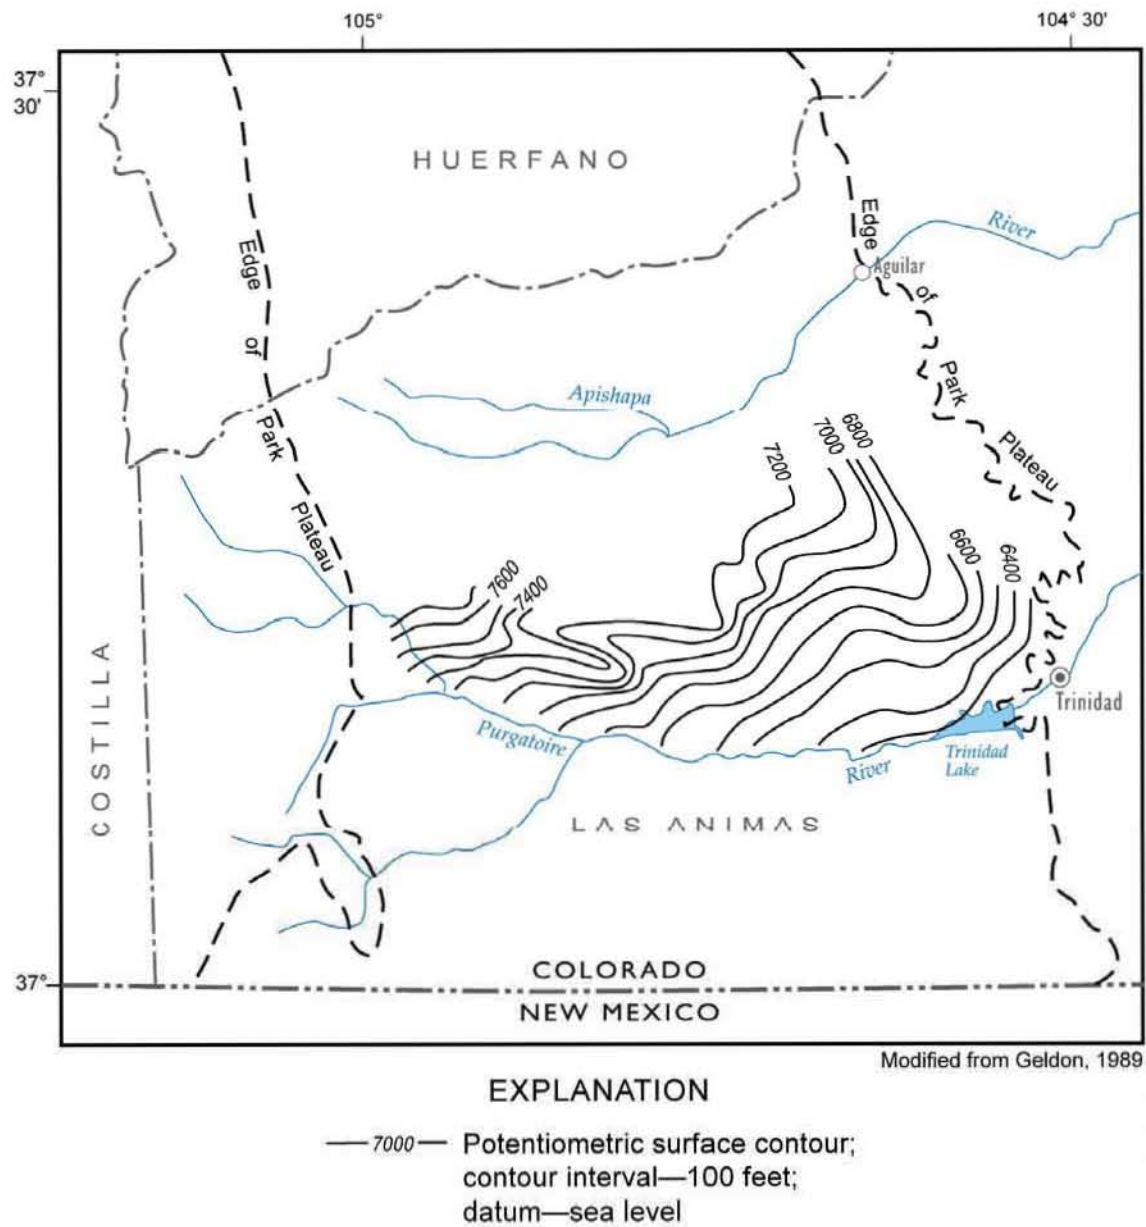 105°
104° 30'
37°
30'
HUERFANO
River
Edge
of
Park
Plateau
Edge
of
Park
Plateau
Aguilar
Apishapa
7200
7000
6800
6600
6400
7600
7400
COSTILLA
Purgatoire
River
Trinidad
Lake
Trinidad
LAS ANIMAS
37°
COLORADO
NEW MEXICO
Modified from Geldon, 1989
EXPLANATION
7000 Potentiometric surface contour;
contour interval—100 feet;
datum—sea level